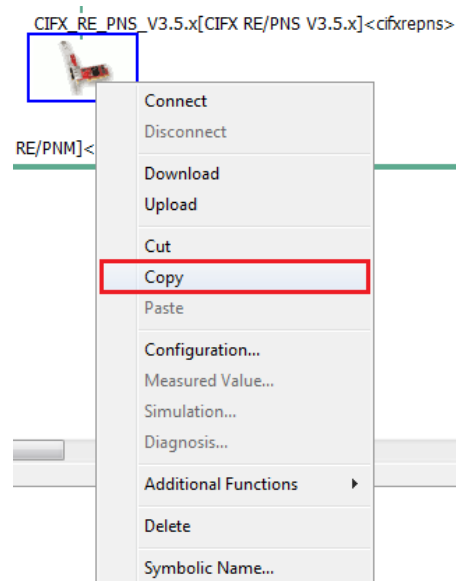 CIFX_RE_PNS_V3.5.x[CIFX RE/PNS V3.5.x]<cifxrepns>
Connect
Disconnect
RE/PNM]<
Download
Upload
Cut
Copy
Paste
Configuration...
Measured Value...
Simulation...
Diagnosis...
Additional Functions
Delete
Symbolic Name...